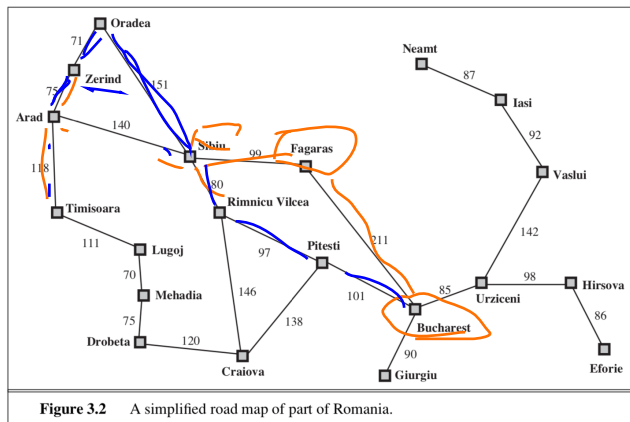 Oradea
71
Neamt
Zerind
87
75
151
Iasi
Arad
140
92
Sibiu
99
Fagaras
118
80
Vaslui
Rimnicu Vilcea
Timisoara
111
97
211
142
Lugoj
Pitesti
70
146
85
98
Hirsova
Mehadia
101
Urziceni
75
138
Bucharest
86
Drobeta
120
90
Craiova
Giurgiu
Eforie
Figure 3.2 A simplified road map of part of Romania.